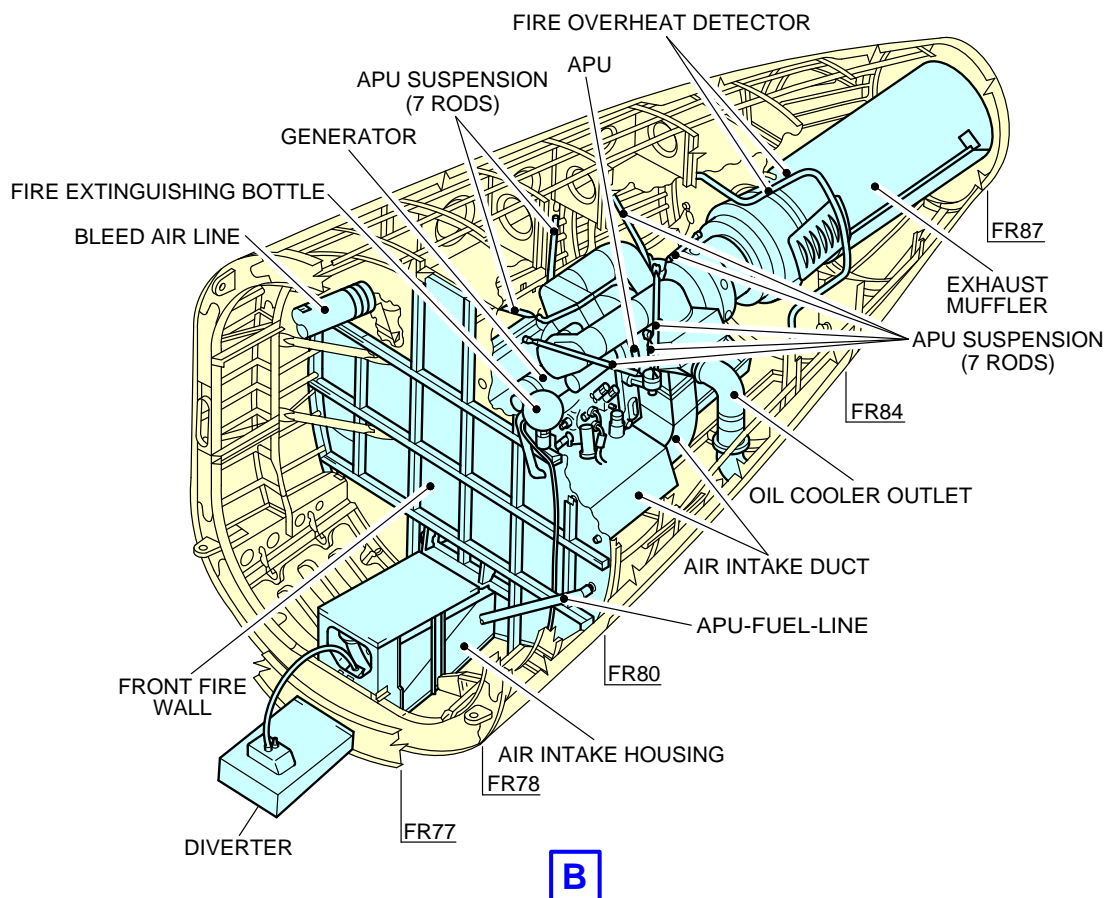 FIRE OVERHEAT DETECTOR
APU
APU SUSPENSION
(7 RODS)
GENERATOR
FIRE EXTINGUISHING BOTTLE
BLEED AIR LINE
FR87
EXHAUST
MUFFLER
APU SUSPENSION
(7 RODS)
FR84
OIL COOLER OUTLET
AIR INTAKE DUCT
APU-FUEL-LINE
FR80
FRONT FIRE
WALL
AIR INTAKE HOUSING
FR78
FR77
DIVERTER
B